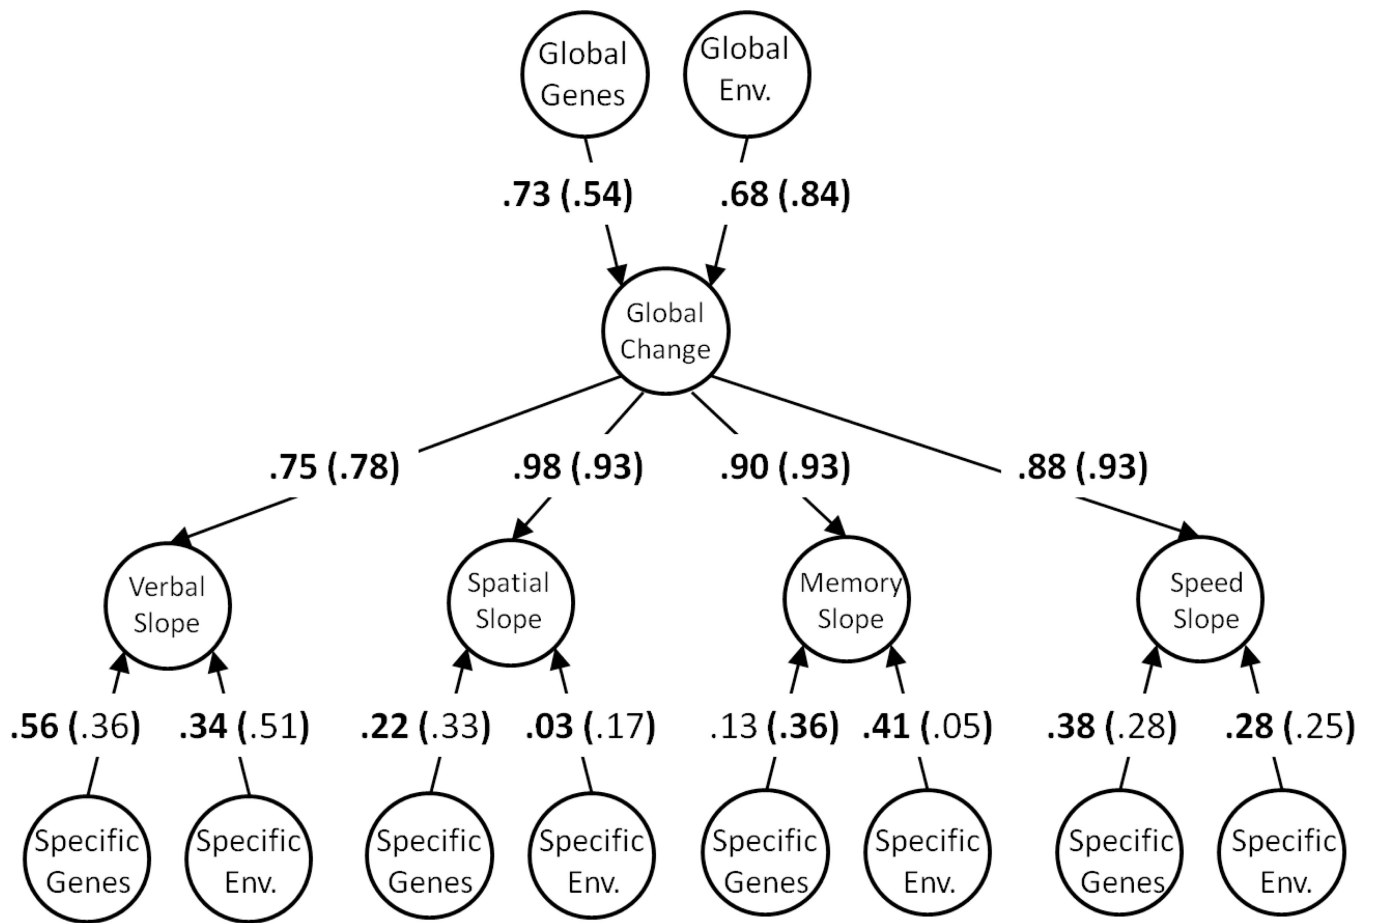 Global
Genes
Global
Env.
.73 (.54)
.68 (.84)
Global
Change
.75 (.78)
.98 (.93)
.90 (.93)
.88 (.93)
Verbal
Slope
Spatial
Slope
Memory
Slope
Speed
Slope
.56 (.36)
.34 (.51)
.22 (.33)
.03 (.17)
.13 (.36)
.41 (.05)
.38 (.28)
.28 (.25)
Specific
Genes
Specific
Env.
Specific
Genes
Specific
Env.
Specific
Genes
Specific
Env.
Specific
Genes
Specific
Env.